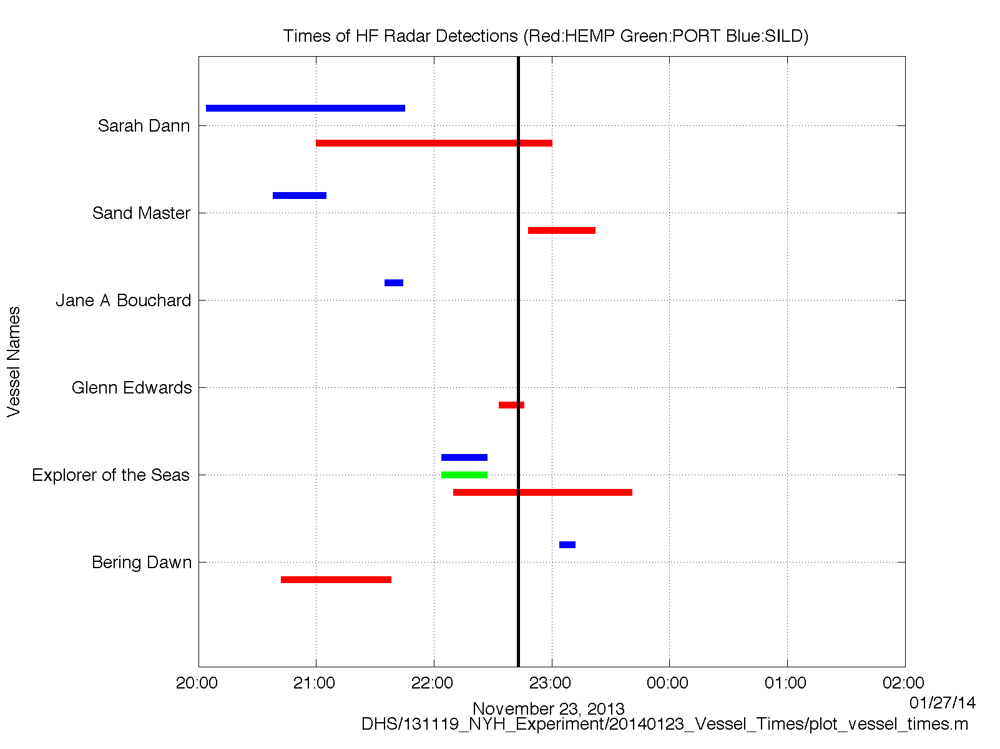 Times of HF Radar Detections (Red:HEMP Green:PORT Blue:SILD)
Vessel Names
Sarah Dann
Sand Master
Jane A Bouchard
Glenn Edwards
Explorer of the Seas
Bering Dawn
20:00 21:00 22:00 23:00 00:00 01:00 02:00
01/27/14
November 23, 2013
DHS/131119_NYH_Experiment/20140123_Vessel_Times/plot_vessel_times.m